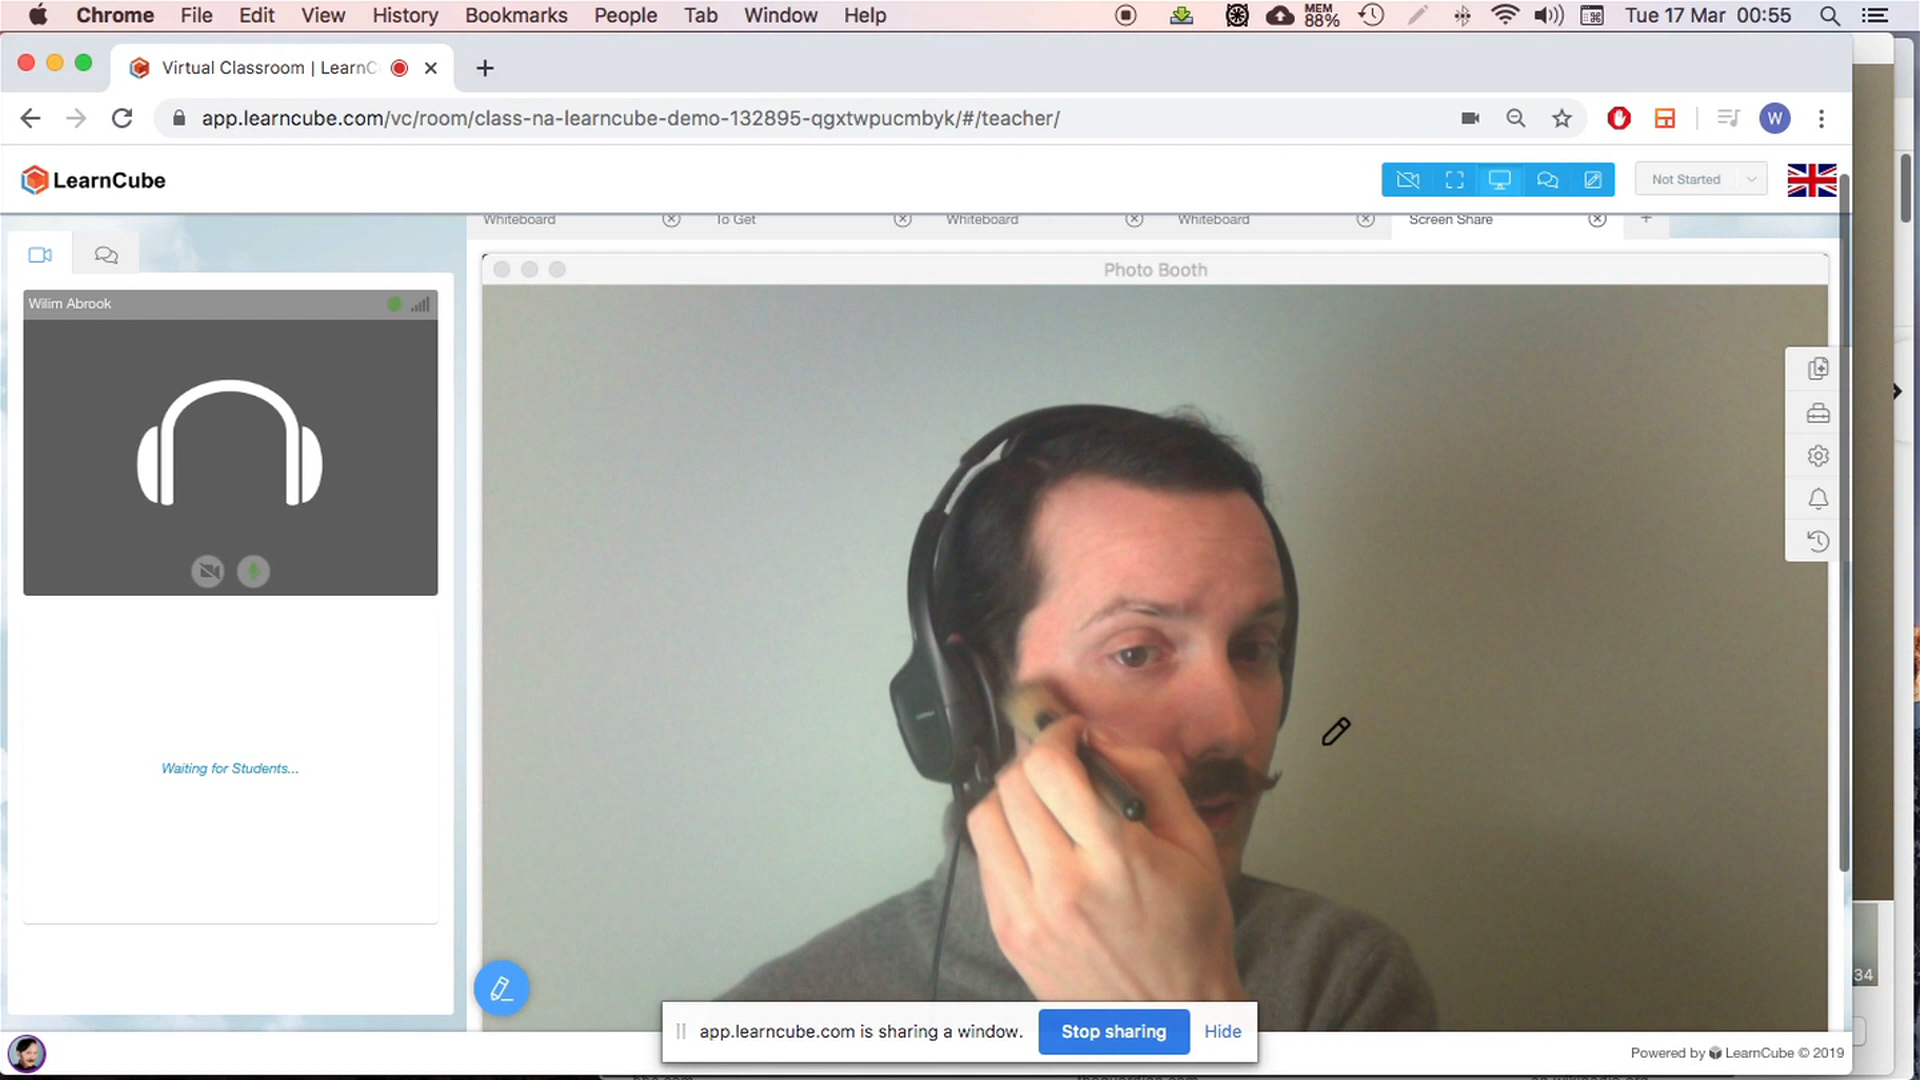 Chrome File Edit View History Bookmarks People Tab Window Help MEM 88% Tue 17 Mar 00:55
Virtual Classroom | LearnC
app.learncube.com/vc/room/class-na-learncube-demo-132895-qgxtwpucmbyk/#/teacher/ W
LearnCube Not Started
Whiteboard To Get Whiteboard Whiteboard Screen Share
Photo Booth
Wilim Abrook
Waiting for Students...
34
app.learncube.com is sharing a window. Stop sharing Hide
Powered by LearnCube © 2019